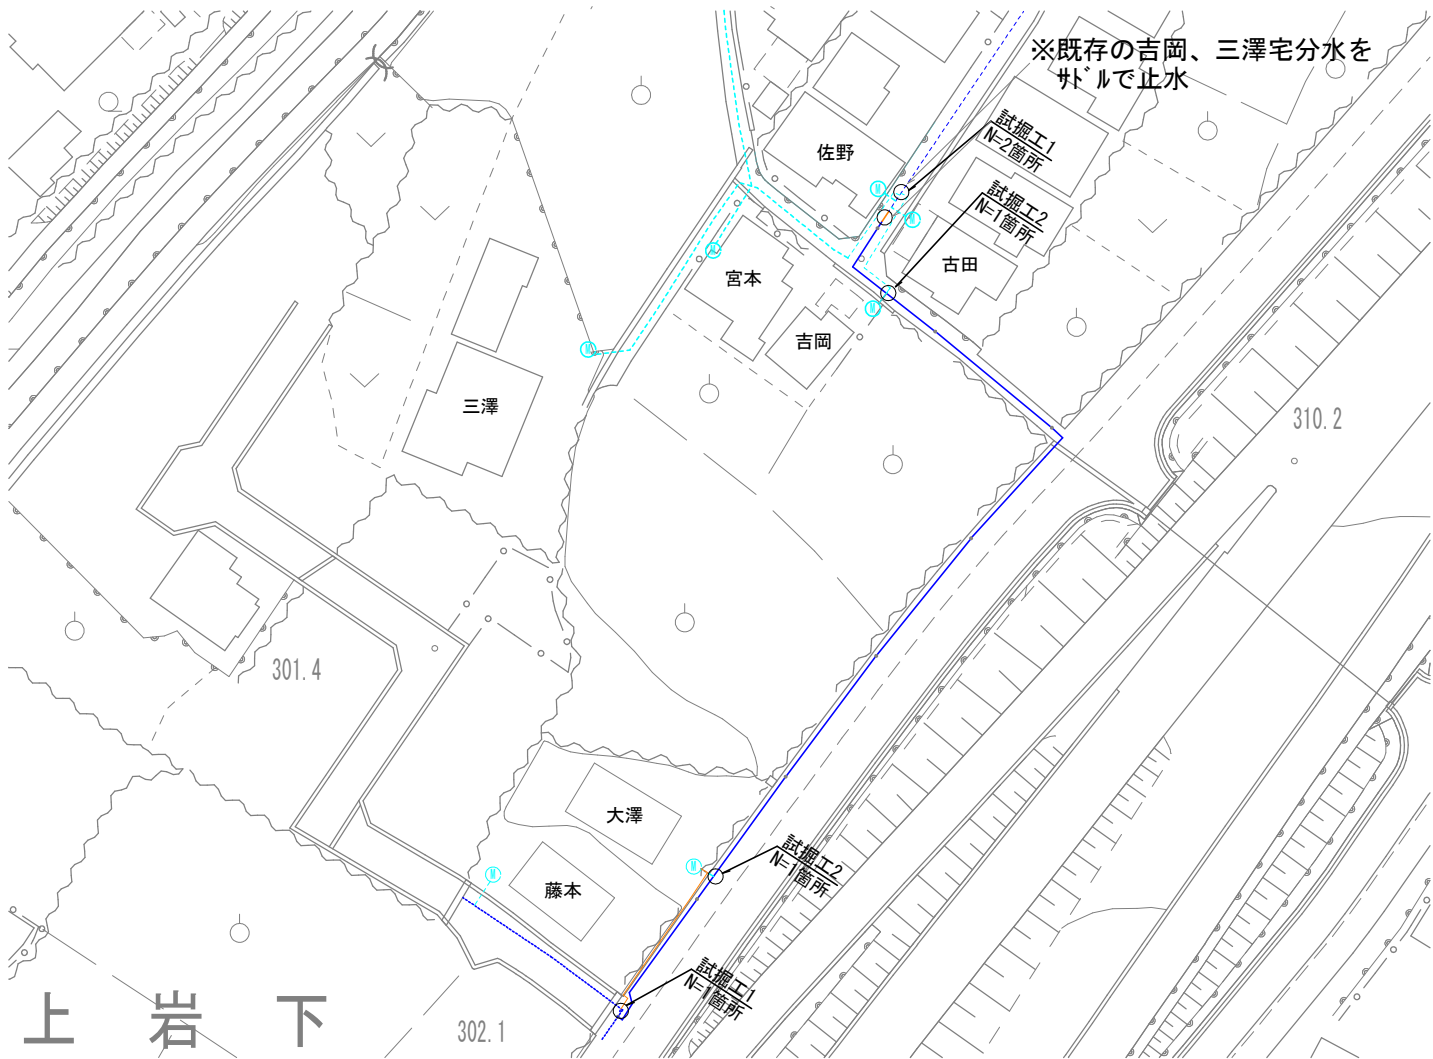 ※既存の吉岡、三澤宅分水を
ｻﾄﾞﾙで止水
試掘工1
N=2箇所
佐野
試掘工2
N=1箇所
古田
宮本
吉岡
三澤
310.2
301.4
大澤
試掘工2
N=1箇所
藤本
試掘工1
N=1箇所
上岩下
302.1
M
M
M
M
M
M
M